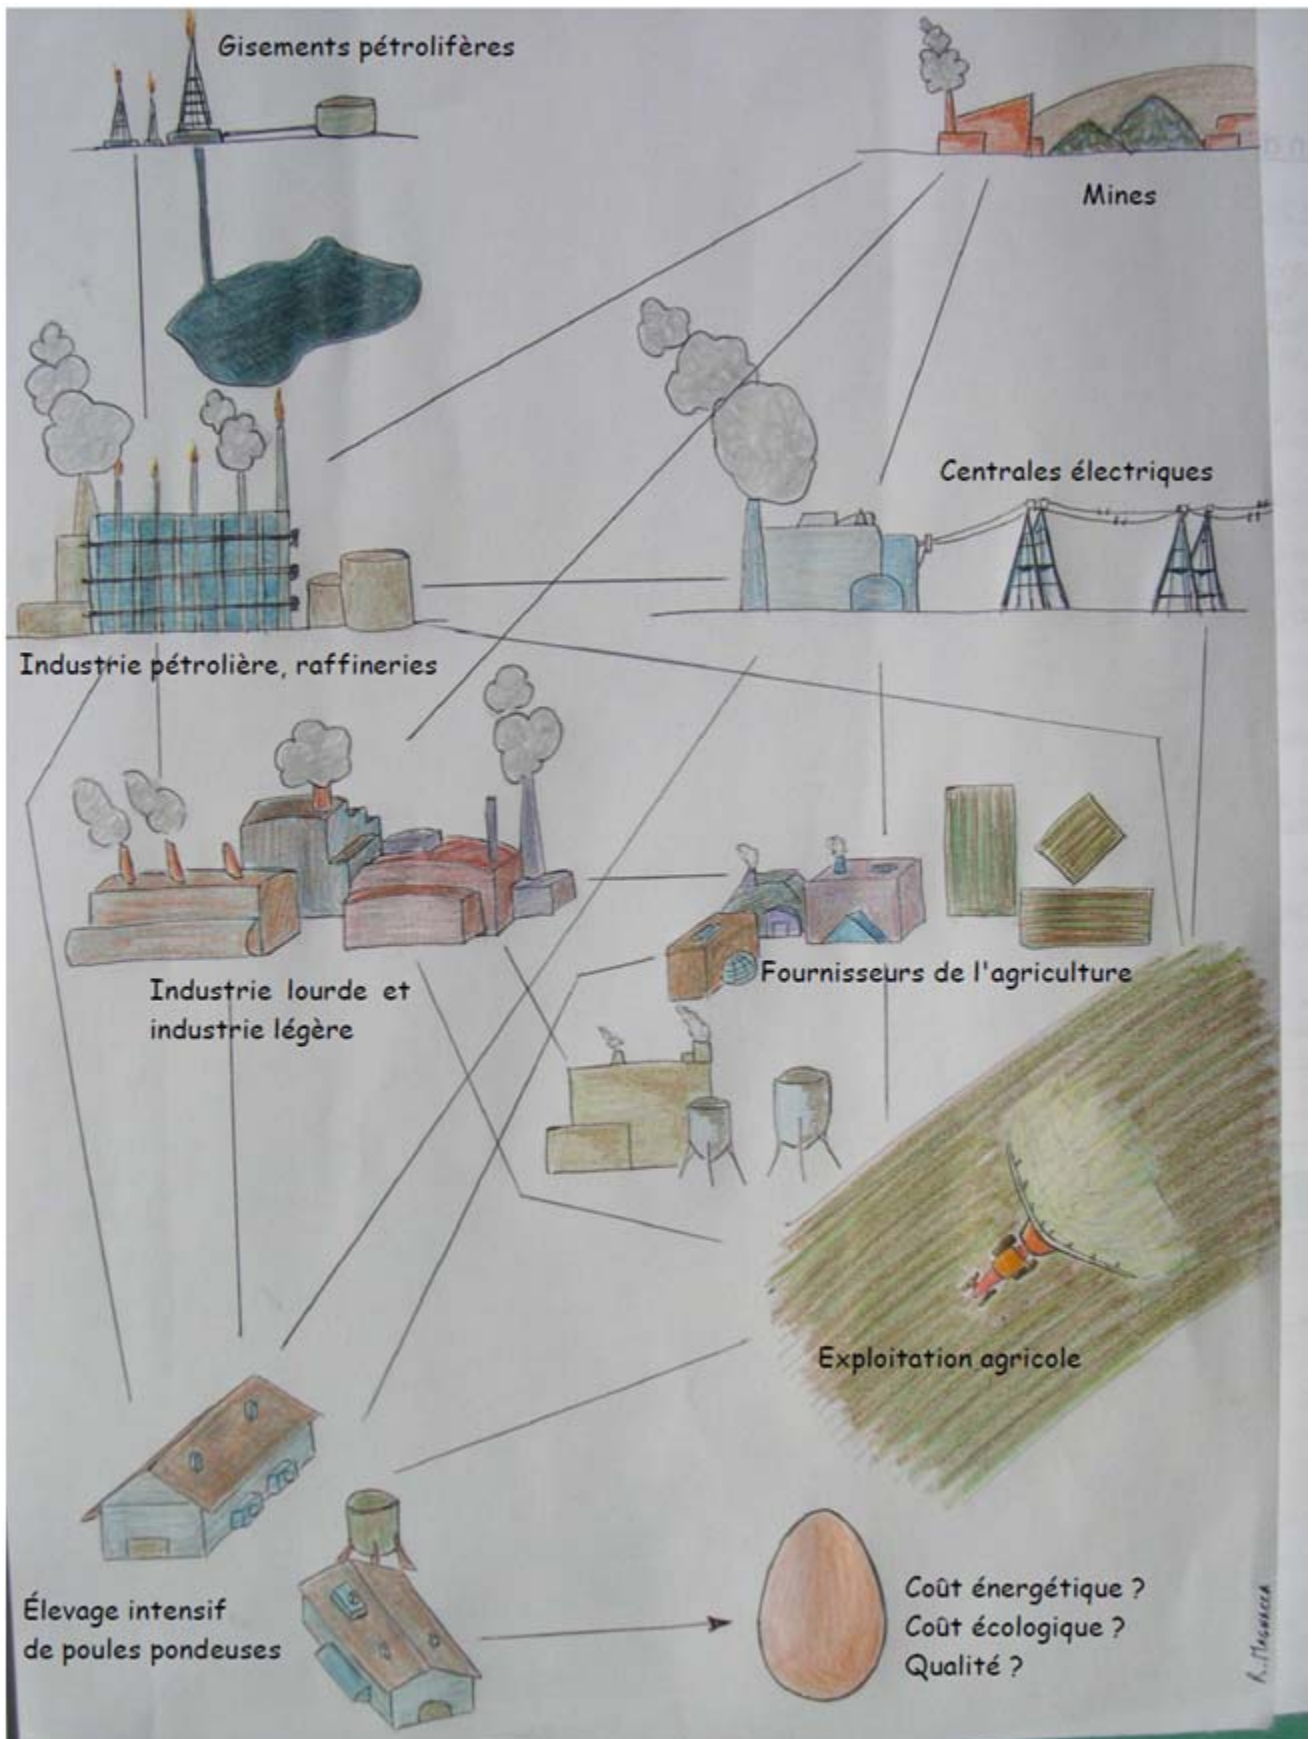 Gisements pétrolifères
Mines
Centrales électriques
Industrie pétrolière, raffineries
Fournisseurs de l'agriculture
Industrie lourde et
industrie légère
Exploitation agricole
Élevage intensif
de poules pondeuses
Coût énergétique ?
Coût écologique ?
Qualité ?